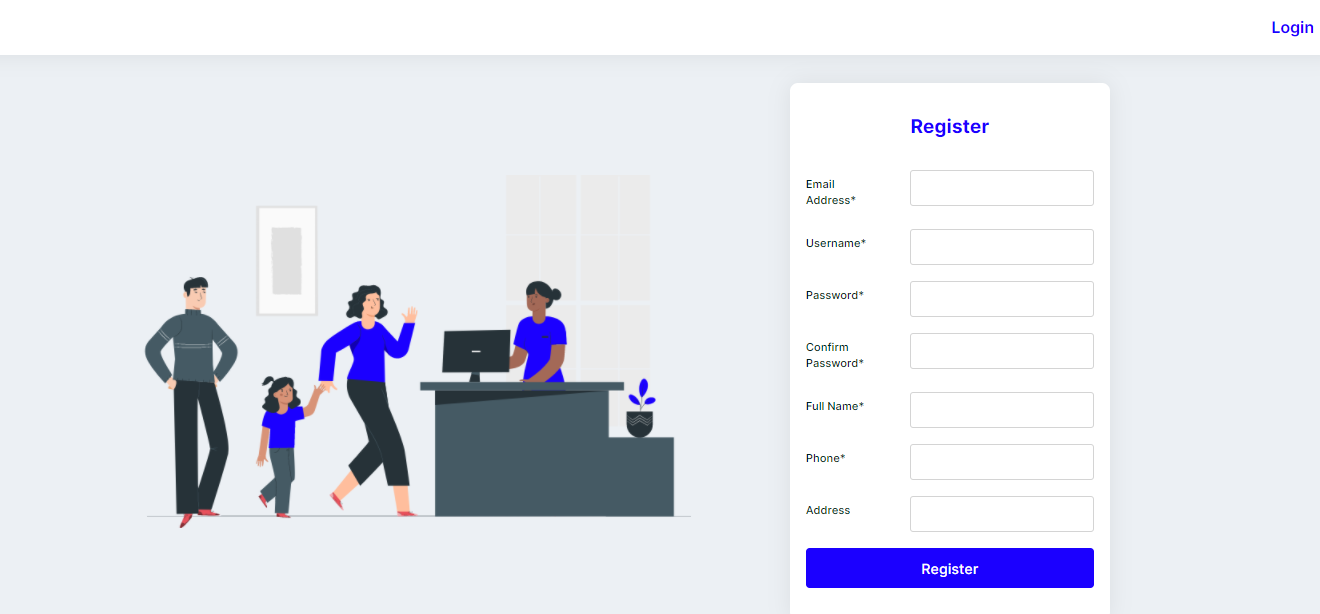 Login
Register
Email
Address*
Username*
Password*
Confirm
Password*
Full Name*
Phone*
Address
Register